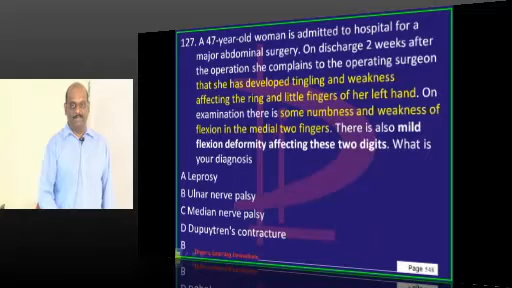 127. A 47-year-old woman is admitted to hospital for a
major abdominal surgery. On discharge 2 weeks after
the operation she complains to the operating surgeon
that she has developed tingling and weakness
affecting the ring and little fingers of her left hand. On
examination there is some numbness and weakness of
flexion in the medial two fingers. There is also mild
flexion deformity affecting these two digits. What is
your diagnosis
A Leprosy
B Ulnar nerve palsy
C Median nerve palsy
D Dupuytren's contracture
B
Page 148
B